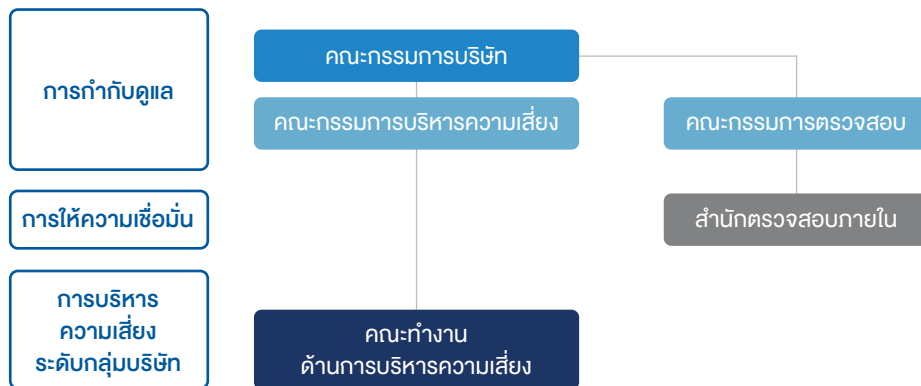 การกำกับดูแล
คณะกรรมการบริษัท
คณะกรรมการบริหารความเสี่ยง
คณะกรรมการตรวจสอบ
การให้ความเชื่อมั่น
สำนักตรวจสอบภายใน
การบริหาร
ความเสี่ยง
ระดับกลุ่มบริษัท
คณะทำงาน
ด้านการบริหารความเสี่ยง